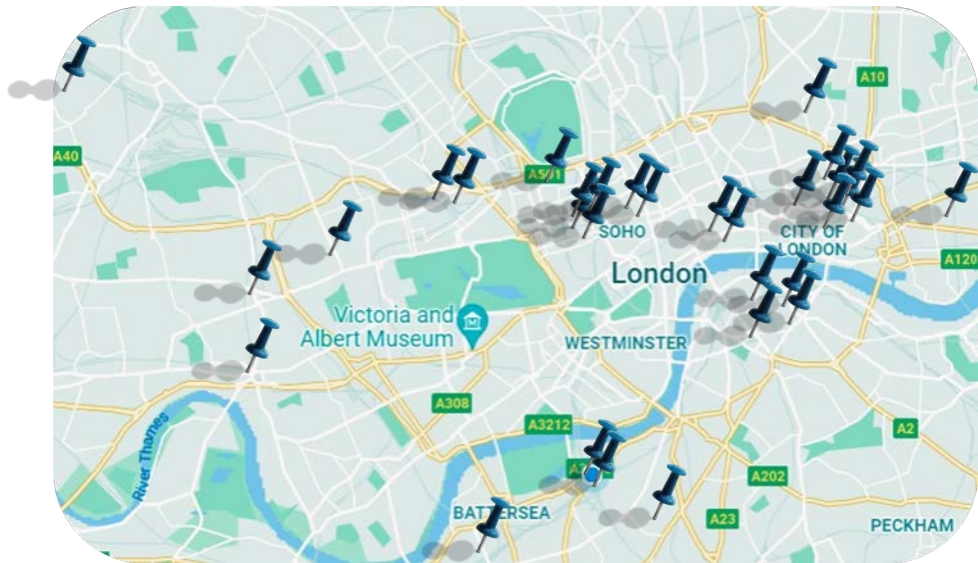 A10
A40
A501
SOHO
CITY OF
LONDON
London
A1203
Victoria and
Albert Museum
WESTMINSTER
A308
A3212
A2
River Thames
A202
BATTERSEA
A23
PECKHAM